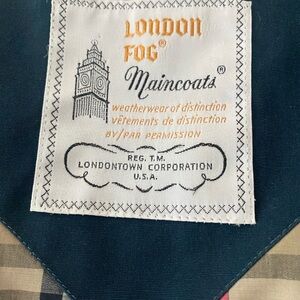 LONDON
FOG®
Maincoats®
weatherwear of distinction
vêtements de distinction
BY/PAR PERMISSION
REG. T.M.
LONDONTOWN CORPORATION
U.S.A.